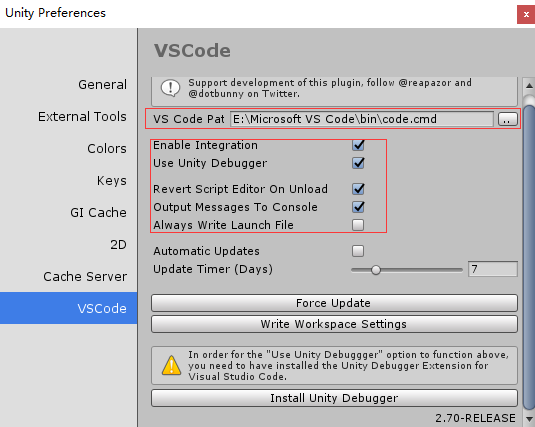 Unity Preferences
x
VSCode
General
External Tools
Colors
Keys
GI Cache
2D
Cache Server
VSCode
Support development of this plugin, follow @reapazor and
@dotbunny on Twitter.
VS Code Pat E:\Microsoft VS Code\bin\code.cmd ..
Enable Integration
Use Unity Debugger
Revert Script Editor On Unload
Output Messages To Console
Always Write Launch File
Automatic Updates
Update Timer (Days) 7
Force Update
Write Workspace Settings
In order for the "Use Unity Debuggger" option to function above,
you need to have installed the Unity Debugger Extension for
Visual Studio Code.
Install Unity Debugger
2.70-RELEASE